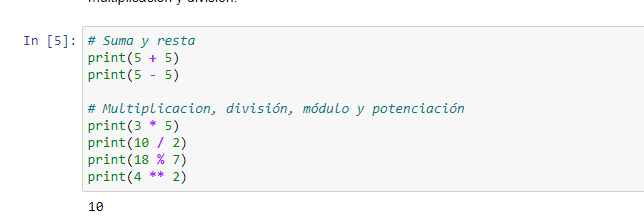 multiplicación y división.
In [5]: # Suma y resta
print(5 + 5)
print(5 - 5)
# Multiplicacion, división, módulo y potenciación
print(3 * 5)
print(10 / 2)
print(18 % 7)
print(4 ** 2)
10